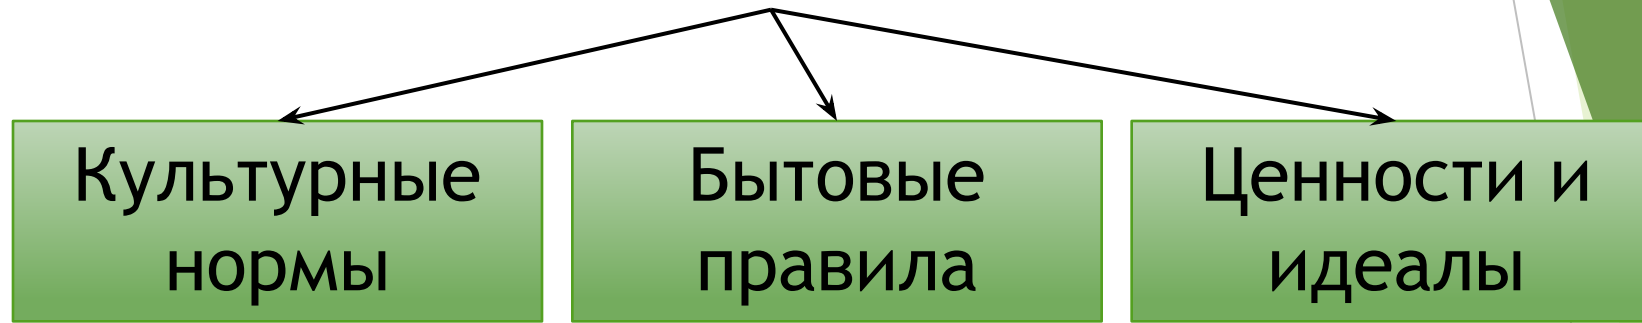 Культурные
нормы
Бытовые
правила
Ценности и
идеалы